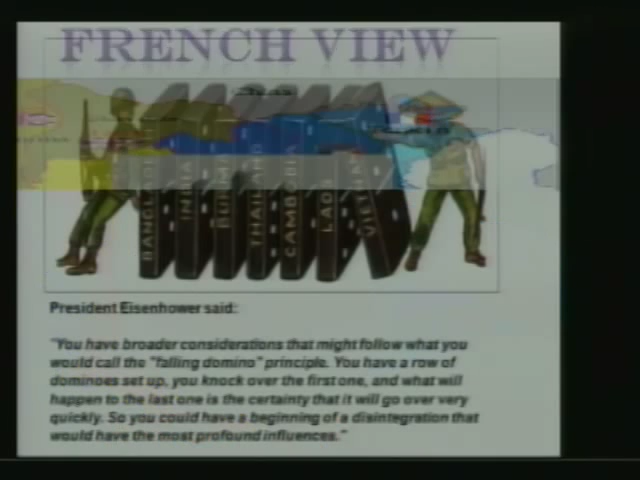 FRENCH VIEW
BANGLADESH
INDIA
BURMA
THAILAND
CAMBODIA
LAOS
VIETNAM
President Eisenhower said:
"You have broader considerations that might follow what you
would call the "falling domino" principle. You have a row of
dominoes set up, you knock over the first one, and what will
happen to the last one is the certainty that it will go over very
quickly. So you could have a beginning of a disintegration that
would have the most profound influences."